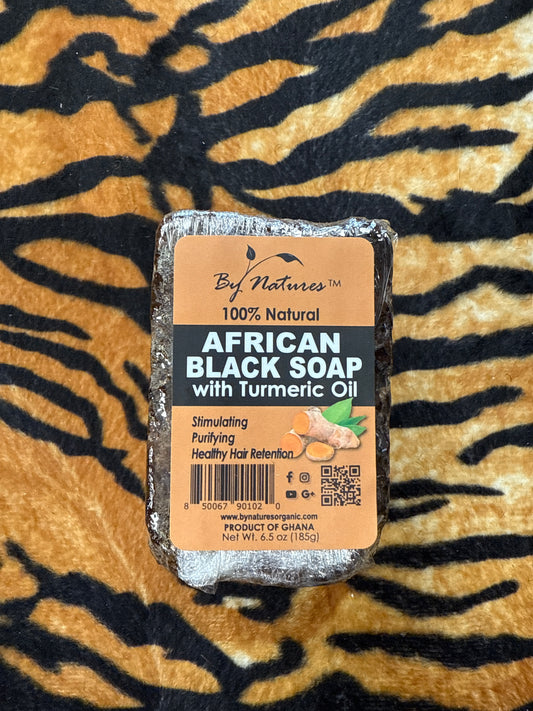 By Natures™
100% Natural
AFRICAN
BLACK SOAP
with Turmeric Oil
Stimulating
Purifying
Healthy Hair Retention
8 50067 90102 0
www.bynaturesorganic.com
PRODUCT OF GHANA
Net Wt. 6.5 oz (185g)